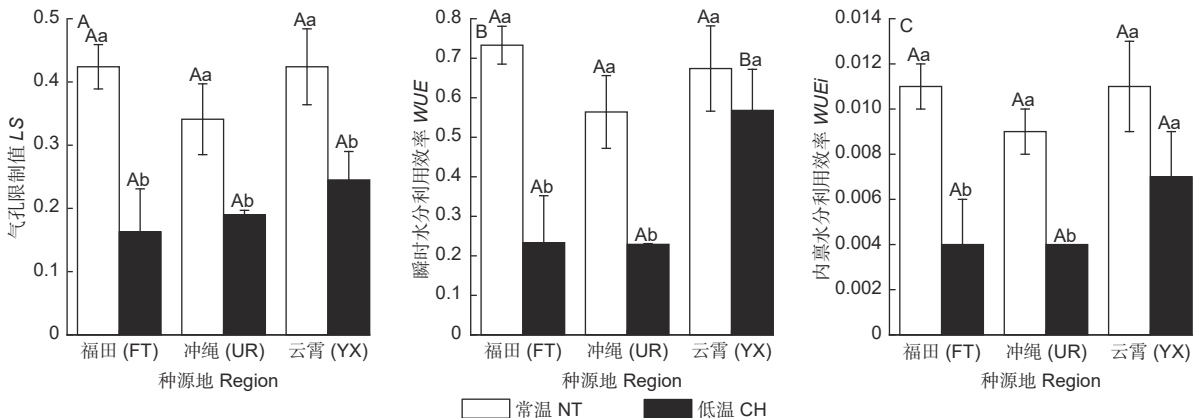 A
0.5
0.4
0.3
0.2
0.1
0
气孔限制值 LS
Aa
Ab
Aa
Ab
Aa
Ab
福田 (FT)
冲绳 (UR)
云霄 (YX)
种源地 Region
B
0.8
0.7
0.6
0.5
0.4
0.3
0.2
0.1
0
瞬时水分利用效率 WUE
Aa
Ab
Aa
Ab
Aa
Ba
福田 (FT)
冲绳 (UR)
云霄 (YX)
种源地 Region
C
0.014
0.012
0.010
0.008
0.006
0.004
0.002
0
内禀水分利用效率 WUEi
Aa
Ab
Aa
Ab
Aa
Aa
福田 (FT)
冲绳 (UR)
云霄 (YX)
种源地 Region
常温 NT
低温 CH